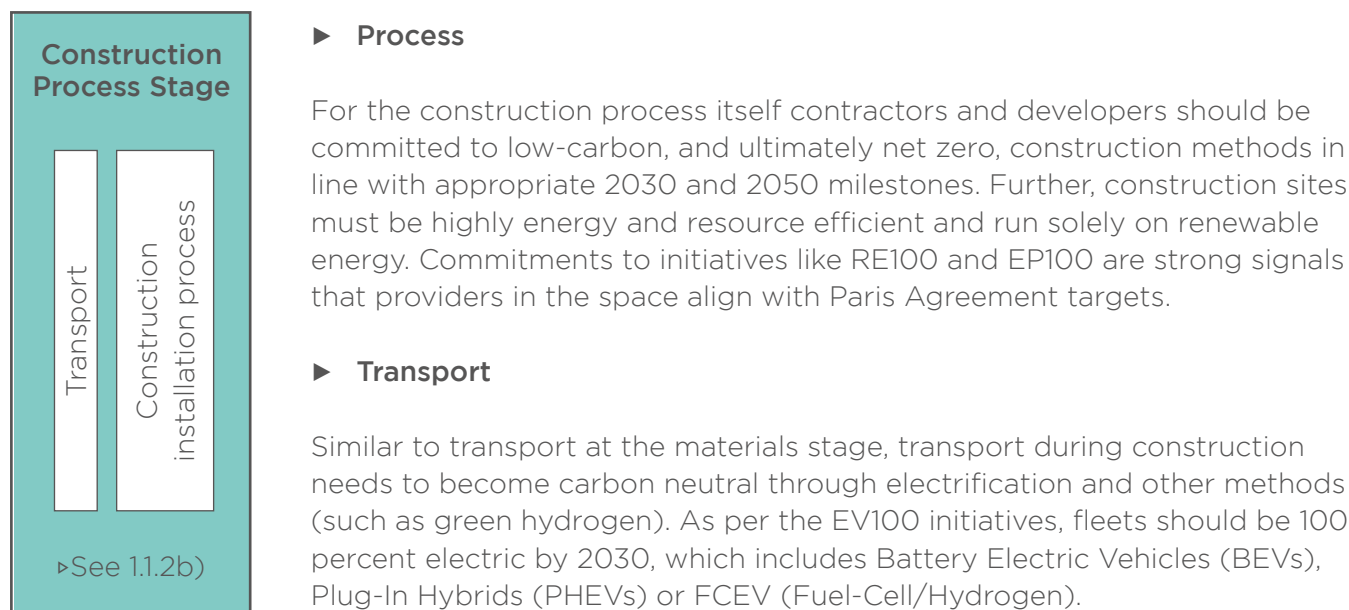 Construction
Process Stage
Transport
Construction
installation process
▹See 1.1.2b)
► Process
For the construction process itself contractors and developers should be
committed to low-carbon, and ultimately net zero, construction methods in
line with appropriate 2030 and 2050 milestones. Further, construction sites
must be highly energy and resource efficient and run solely on renewable
energy. Commitments to initiatives like RE100 and EP100 are strong signals
that providers in the space align with Paris Agreement targets.
► Transport
Similar to transport at the materials stage, transport during construction
needs to become carbon neutral through electrification and other methods
(such as green hydrogen). As per the EV100 initiatives, fleets should be 100
percent electric by 2030, which includes Battery Electric Vehicles (BEVs),
Plug-In Hybrids (PHEVs) or FCEV (Fuel-Cell/Hydrogen).